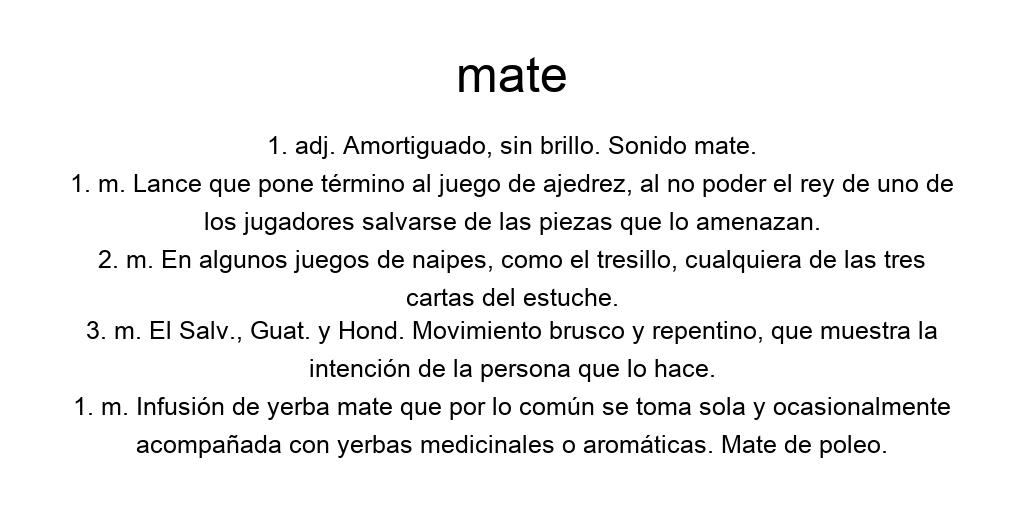 mate
1. adj. Amortiguado, sin brillo. Sonido mate.
1. m. Lance que pone término al juego de ajedrez, al no poder el rey de uno de
los jugadores salvarse de las piezas que lo amenazan.
2. m. En algunos juegos de naipes, como el tresillo, cualquiera de las tres
cartas del estuche.
3. m. El Salv., Guat. y Hond. Movimiento brusco y repentino, que muestra la
intención de la persona que lo hace.
1. m. Infusión de yerba mate que por lo común se toma sola y ocasionalmente
acompañada con yerbas medicinales o aromáticas. Mate de poleo.